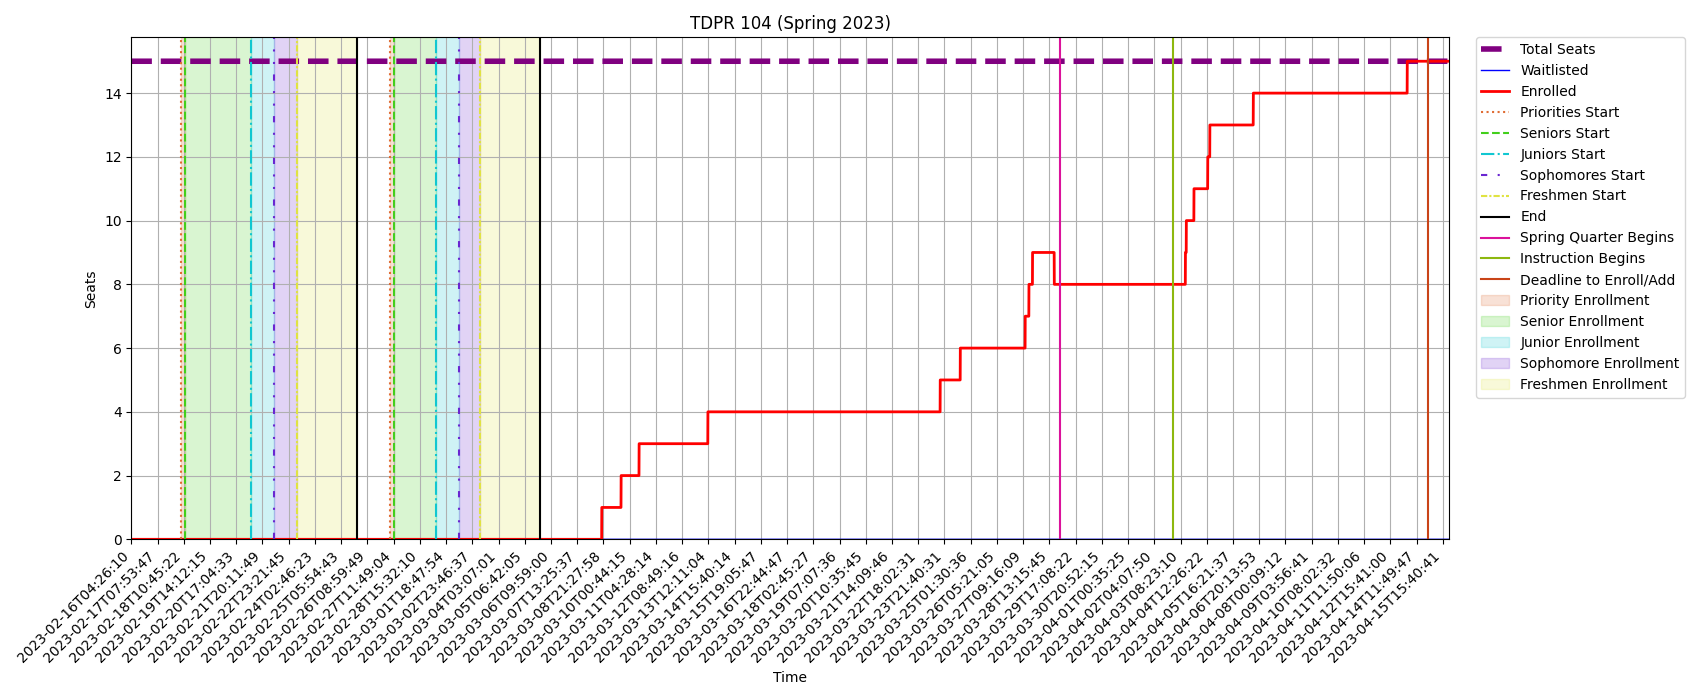 TDPR 104 (Spring 2023)
Seats
14
12
10
8
6
4
2
0
2023-02-16T04:26:10
2023-02-17T07:53:47
2023-02-18T10:45:22
2023-02-19T14:12:15
2023-02-20T17:04:33
2023-02-21T20:11:49
2023-02-22T23:21:45
2023-02-24T02:46:23
2023-02-25T05:54:43
2023-02-26T08:59:49
2023-02-27T11:49:04
2023-02-28T15:32:10
2023-03-01T18:47:54
2023-03-02T23:46:37
2023-03-04T03:07:01
2023-03-05T06:42:05
2023-03-06T09:59:00
2023-03-07T13:25:37
2023-03-08T21:27:58
2023-03-10T00:44:15
2023-03-11T04:28:14
2023-03-12T08:49:16
2023-03-13T12:11:04
2023-03-14T15:40:14
2023-03-15T19:05:47
2023-03-16T22:44:47
2023-03-18T02:45:27
2023-03-19T07:07:36
2023-03-20T10:35:45
2023-03-21T14:09:46
2023-03-22T18:02:31
2023-03-23T21:40:31
2023-03-25T01:30:36
2023-03-26T05:21:05
2023-03-27T09:16:09
2023-03-28T13:15:45
2023-03-29T17:08:22
2023-03-30T20:52:15
2023-04-01T00:35:25
2023-04-02T04:07:50
2023-04-03T08:23:10
2023-04-04T12:26:22
2023-04-05T16:21:37
2023-04-06T20:13:53
2023-04-08T00:09:12
2023-04-09T03:56:41
2023-04-10T08:02:32
2023-04-11T11:50:06
2023-04-12T15:41:00
2023-04-14T11:49:47
2023-04-15T15:40:41
Time
Total Seats
Waitlisted
Enrolled
Priorities Start
Seniors Start
Juniors Start
Sophomores Start
Freshmen Start
End
Spring Quarter Begins
Instruction Begins
Deadline to Enroll/Add
Priority Enrollment
Senior Enrollment
Junior Enrollment
Sophomore Enrollment
Freshmen Enrollment